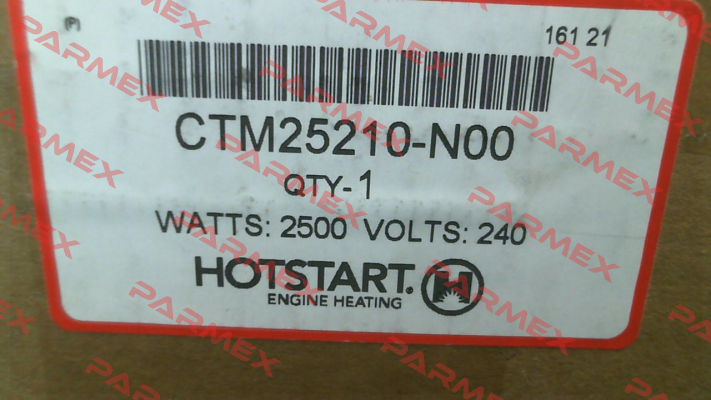 (P)
161 21
CTM25210-N00
QTY-1
WATTS: 2500 VOLTS: 240
HOTSTART. H
ENGINE HEATING
PARMEX